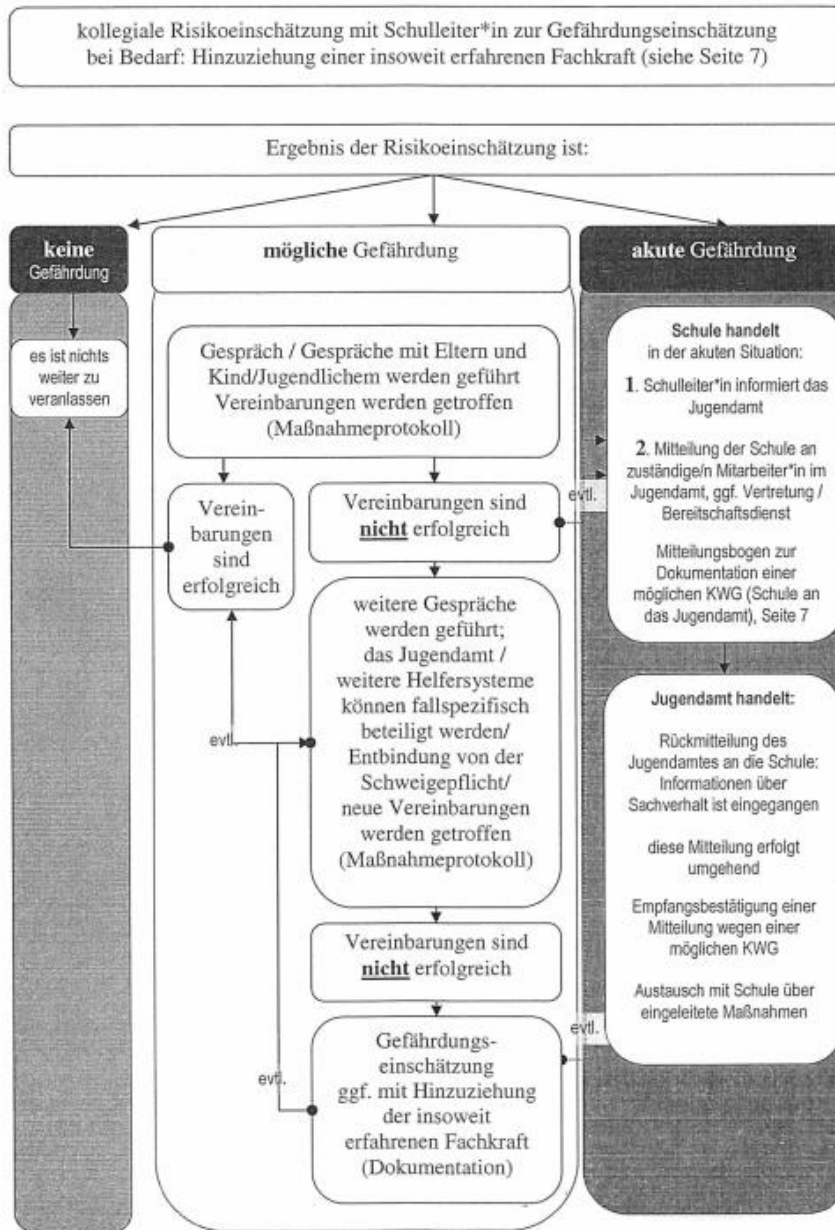 kollegiale Risikoeinschätzung mit Schulleiter*in zur Gefährdungseinschätzung
bei Bedarf: Hinzuziehung einer insoweit erfahrenen Fachkraft (siehe Seite 7)
Ergebnis der Risikoeinschätzung ist:
keine
Gefährdung
es ist nichts
weiter zu
veranlassen
mögliche Gefährdung
Gespräch / Gespräche mit Eltern und
Kind/Jugendlichem werden geführt
Vereinbarungen werden getroffen
(Maßnahmeprotokoll)
Verein-
barungen
sind
erfolgreich
Vereinbarungen sind
nicht erfolgreich
evtl.
weitere Gespräche
werden geführt;
das Jugendamt /
weitere Helfersysteme
können fallspezifisch
beteiligt werden/
Entbindung von der
Schweigepflicht/
neue Vereinbarungen
werden getroffen
(Maßnahmeprotokoll)
evtl.
Vereinbarungen sind
nicht erfolgreich
Gefährdungs-
einschätzung
ggf. mit Hinzuziehung
der insoweit
erfahrenen Fachkraft
(Dokumentation)
evtl.
evtl.
akute Gefährdung
Schule handelt
in der akuten Situation:
1. Schulleiter*in informiert das
Jugendamt
2. Mitteilung der Schule an
zuständige/n Mitarbeiter*in im
Jugendamt, ggf. Vertretung /
Bereitschaftsdienst
Mitteilungsbogen zur
Dokumentation einer
möglichen KWG (Schule an
das Jugendamt), Seite 7
Jugendamt handelt:
Rückmitteilung des
Jugendamtes an die Schule:
Informationen über
Sachverhalt ist eingegangen
diese Mitteilung erfolgt
umgehend
Empfangsbestätigung einer
Mitteilung wegen einer
möglichen KWG
Austausch mit Schule über
eingeleitete Maßnahmen